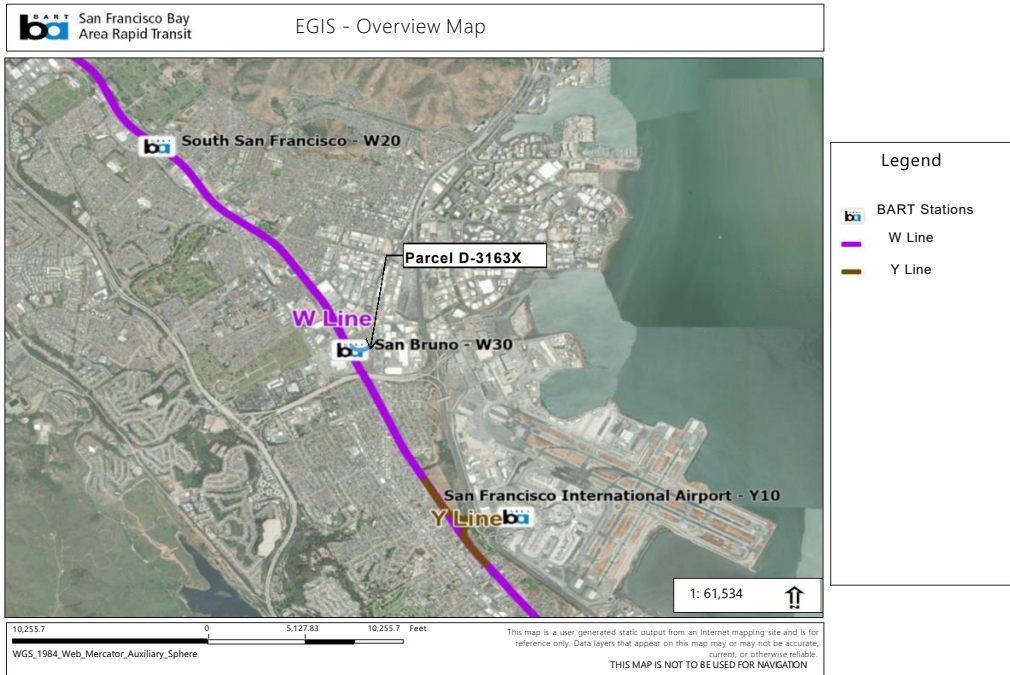 BART
ba
San Francisco Bay
Area Rapid Transit
EGIS - Overview Map
South San Francisco - W20
Parcel D-3163X
W Line
San Bruno - W30
San Francisco International Airport - Y10
Y Line
1: 61,534
N
Legend
BART Stations
W Line
Y Line
10,255.7 0 5,127.83 10,255.7 Feet
WGS_1984_Web_Mercator_Auxiliary_Sphere
This map is a user generated static output from an Internet mapping site and is for
reference only. Data layers that appear on this map may or may not be accurate,
current, or otherwise reliable.
THIS MAP IS NOT TO BE USED FOR NAVIGATION